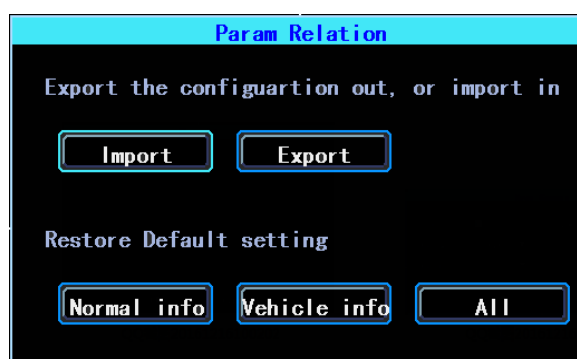 Param Relation
Export the configuartion out, or import in
Import Export
Restore Default setting
Normal info Vehicle info All